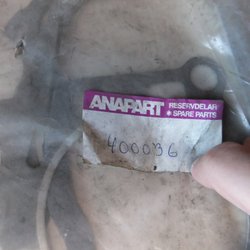 ANAPART RESERVDELAR
• SPARE PARTS
400036